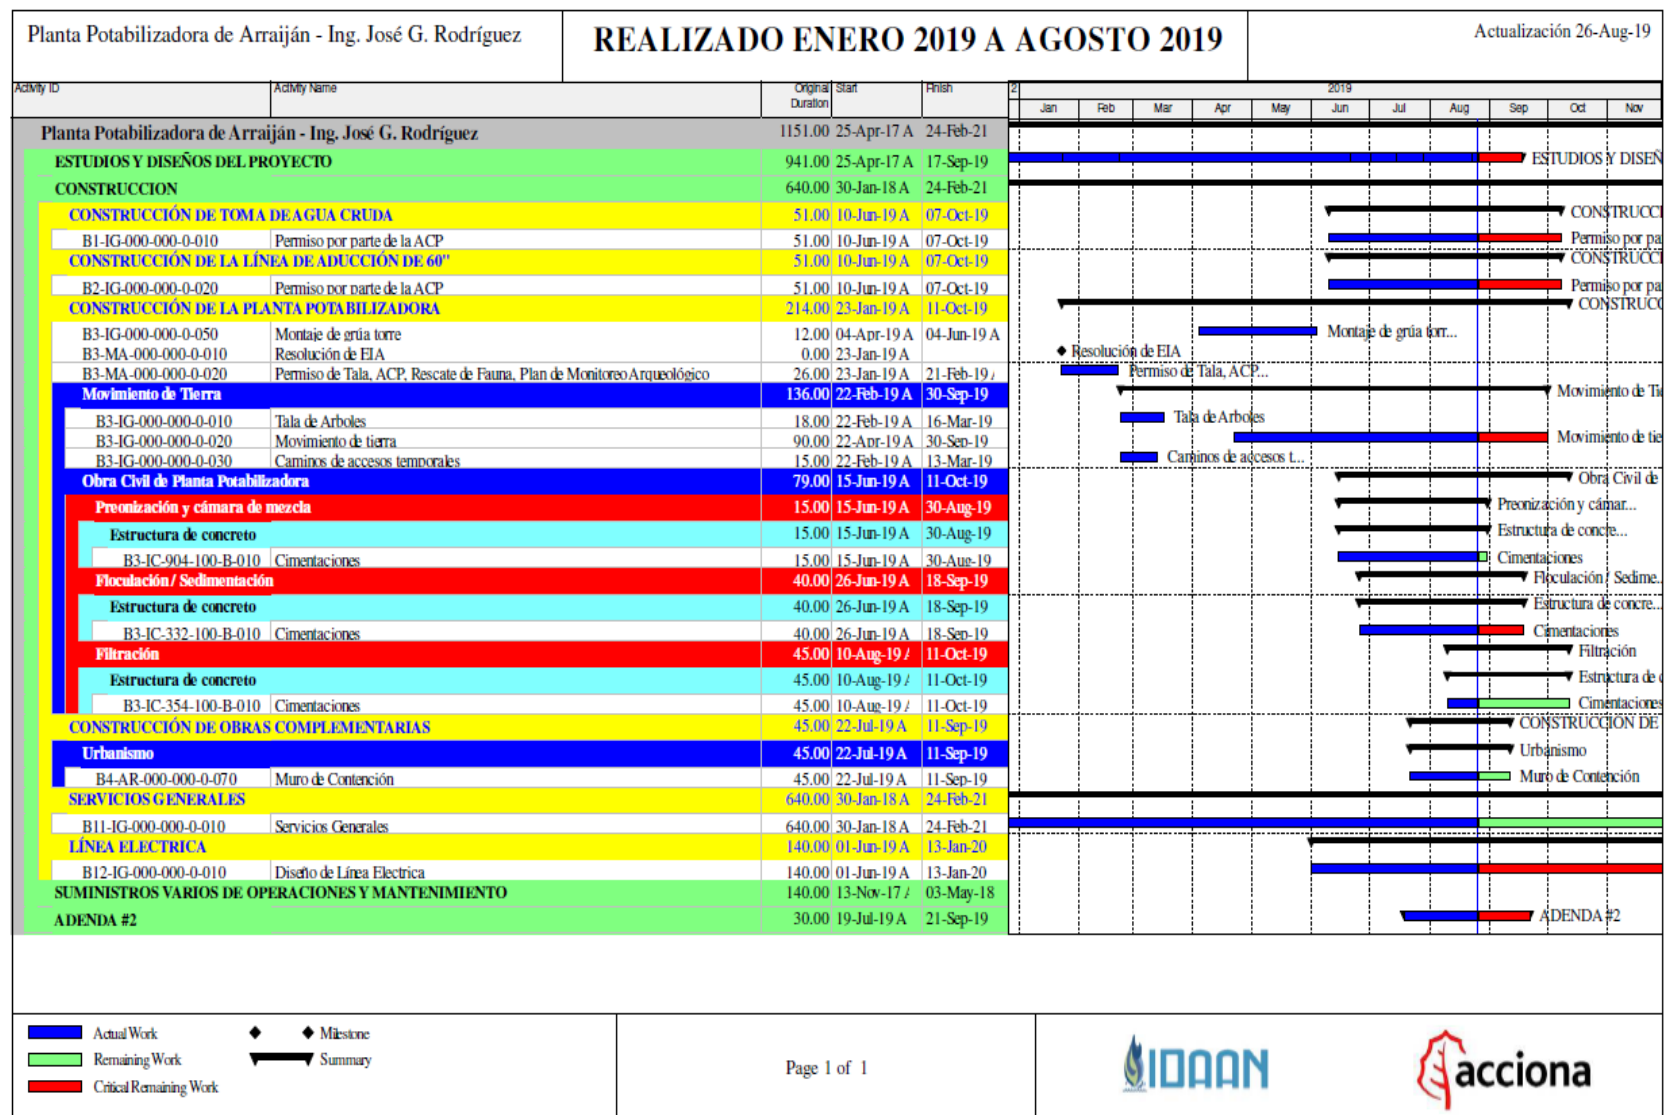 Planta Potabilizadora de Arraiján - Ing. José G. Rodríguez
REALIZADO ENERO 2019 A AGOSTO 2019
Actualización 26-Aug-19
Activity ID Activity Name Original Duration Start Finish 2 2019
Jan Feb Mar Apr May Jun Jul Aug Sep Oct Nov
Planta Potabilizadora de Arraiján - Ing. José G. Rodríguez 1151.00 25-Apr-17 A 24-Feb-21
ESTUDIOS Y DISEÑOS DEL PROYECTO 941.00 25-Apr-17 A 17-Sep-19 ESTUDIOS Y DISEÑ
CONSTRUCCION 640.00 30-Jan-18 A 24-Feb-21
CONSTRUCCIÓN DE TOMA DE AGUA CRUDA 51.00 10-Jun-19 A 07-Oct-19 CONSTRUCCI
B1-IG-000-000-0-010 Permiso por parte de la ACP 51.00 10-Jun-19 A 07-Oct-19 Permiso por pa
CONSTRUCCIÓN DE LA LÍNEA DE ADUCCIÓN DE 60" 51.00 10-Jun-19 A 07-Oct-19 CONSTRUCCI
B2-IG-000-000-0-020 Permiso por parte de la ACP 51.00 10-Jun-19 A 07-Oct-19 Permiso por pa
CONSTRUCCIÓN DE LA PLANTA POTABILIZADORA 214.00 23-Jan-19 A 11-Oct-19 CONSTRUCC
B3-IG-000-000-0-050 Montaje de grúa torre 12.00 04-Apr-19 A 04-Jun-19 A Montaje de grúa torr...
B3-MA-000-000-0-010 Resolución de EIA 0.00 23-Jan-19 A Resolución de EIA
B3-MA-000-000-0-020 Permiso de Tala, ACP, Rescate de Fauna, Plan de Monitoreo Arqueológico 26.00 23-Jan-19 A 21-Feb-19 / Permiso de Tala, ACP...
Movimiento de Tierra 136.00 22-Feb-19 A 30-Sep-19 Movimiento de Tie
B3-IG-000-000-0-010 Tala de Arboles 18.00 22-Feb-19 A 16-Mar-19 Tala de Arboles
B3-IG-000-000-0-020 Movimiento de tierra 90.00 22-Apr-19 A 30-Sep-19 Movimiento de tie
B3-IG-000-000-0-030 Caminos de accesos temporales 15.00 22-Feb-19 A 13-Mar-19 Caminos de accesos t...
Obra Civil de Planta Potabilizadora 79.00 15-Jun-19 A 11-Oct-19 Obra Civil de
Preonización y cámara de mezcla 15.00 15-Jun-19 A 30-Aug-19 Preonización y cámar...
Estructura de concreto 15.00 15-Jun-19 A 30-Aug-19 Estructura de concre...
B3-IC-904-100-B-010 Cimentaciones 15.00 15-Jun-19 A 30-Aug-19 Cimentaciones
Floculación / Sedimentación 40.00 26-Jun-19 A 18-Sep-19 Floculación / Sedime...
Estructura de concreto 40.00 26-Jun-19 A 18-Sep-19 Estructura de concre...
B3-IC-332-100-B-010 Cimentaciones 40.00 26-Jun-19 A 18-Sep-19 Cimentaciones
Filtración 45.00 10-Aug-19 / 11-Oct-19 Filtración
Estructura de concreto 45.00 10-Aug-19 / 11-Oct-19 Estructura de c
B3-IC-354-100-B-010 Cimentaciones 45.00 10-Aug-19 / 11-Oct-19 Cimentaciones
CONSTRUCCIÓN DE OBRAS COMPLEMENTARIAS 45.00 22-Jul-19 A 11-Sep-19 CONSTRUCCIÓN DE
Urbanismo 45.00 22-Jul-19 A 11-Sep-19 Urbanismo
B4-AR-000-000-0-070 Muro de Contención 45.00 22-Jul-19 A 11-Sep-19 Muro de Contención
SERVICIOS GENERALES 640.00 30-Jan-18 A 24-Feb-21
B11-IG-000-000-0-010 Servicios Generales 640.00 30-Jan-18 A 24-Feb-21
LÍNEA ELECTRICA 140.00 01-Jun-19 A 13-Jan-20
B12-IG-000-000-0-010 Diseño de Línea Electrica 140.00 01-Jun-19 A 13-Jan-20
SUMINISTROS VARIOS DE OPERACIONES Y MANTENIMIENTO 140.00 13-Nov-17 / 03-May-18
ADENDA #2 30.00 19-Jul-19 A 21-Sep-19 ADENDA #2
Actual Work Milestone
Remaining Work Summary
Critical Remaining Work
Page 1 of 1
IDAAN
acciona